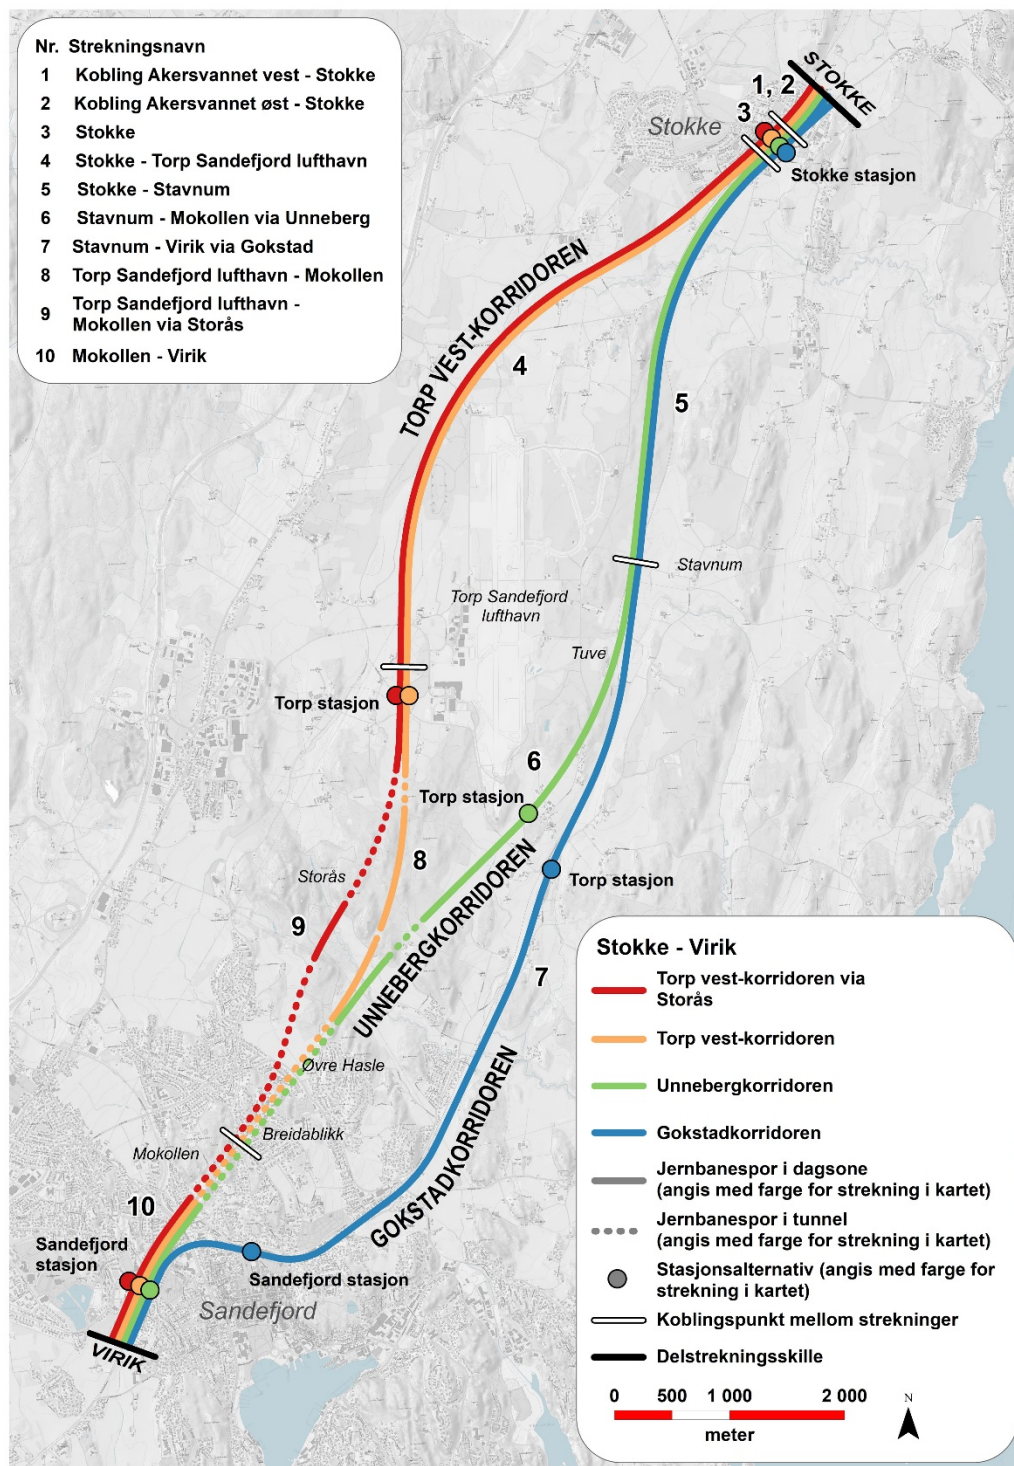 Nr. Strekningsnavn
1 Kobling Akersvannet vest - Stokke
2 Kobling Akersvannet øst - Stokke
3 Stokke
4 Stokke - Torp Sandefjord lufthavn
5 Stokke - Stavnum
6 Stavnum - Mokollen via Unneberg
7 Stavnum - Virik via Gokstad
8 Torp Sandefjord lufthavn - Mokollen
9 Torp Sandefjord lufthavn -
Mokollen via Storås
10 Mokollen - Virik
STOKKE
1, 2
3
Stokke
Stokke stasjon
TORP VEST-KORRIDOREN
4
5
Stavnum
Torp Sandefjord
lufthavn
Tuve
Torp stasjon
6
Torp stasjon
8
Torp stasjon
Storås
9
UNNEBERGKORRIDOREN
7
Øvre Hasle
GOKSTADKORRIDOREN
Breidablikk
Mokollen
10
Sandefjord
stasjon
Sandefjord stasjon
Sandefjord
VIRIK
Stokke - Virik
Torp vest-korridoren via
Storås
Torp vest-korridoren
Unnebergkorridoren
Gokstadkorridoren
Jernbanespor i dagsone
(angis med farge for strekning i kartet)
Jernbanespor i tunnel
(angis med farge for strekning i kartet)
Stasjonsalternativ (angis med farge for
strekning i kartet)
Koblingspunkt mellom strekninger
Delstrekningsskille
0 500 1 000 2 000
meter
N